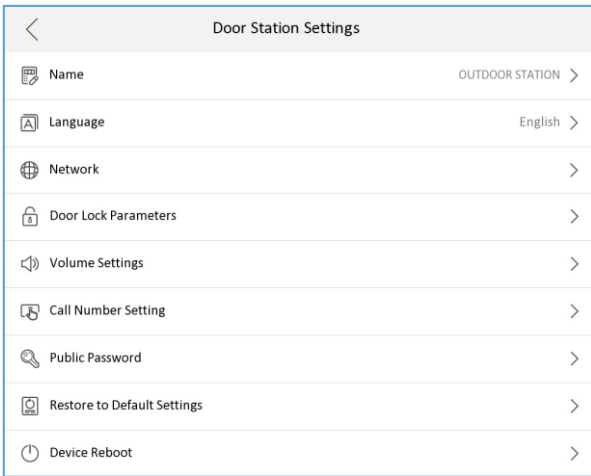 Door Station Settings
Name OUTDOOR STATION
Language English
Network
Door Lock Parameters
Volume Settings
Call Number Setting
Public Password
Restore to Default Settings
Device Reboot